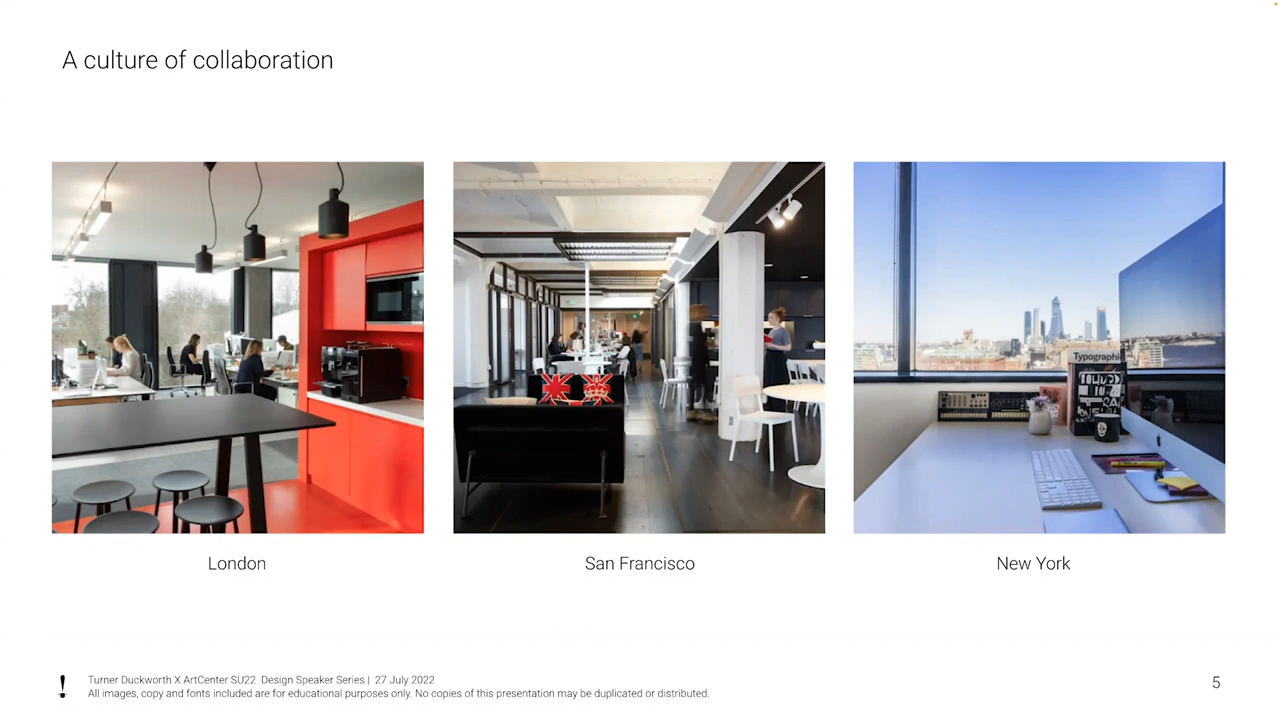 A culture of collaboration
Typographi
London
San Francisco
New York
Turner Duckworth X ArtCenter SU22 Design Speaker Series | 27 July 2022
All images, copy and fonts included are for educational purposes only. No copies of this presentation may be duplicated or distributed.
5